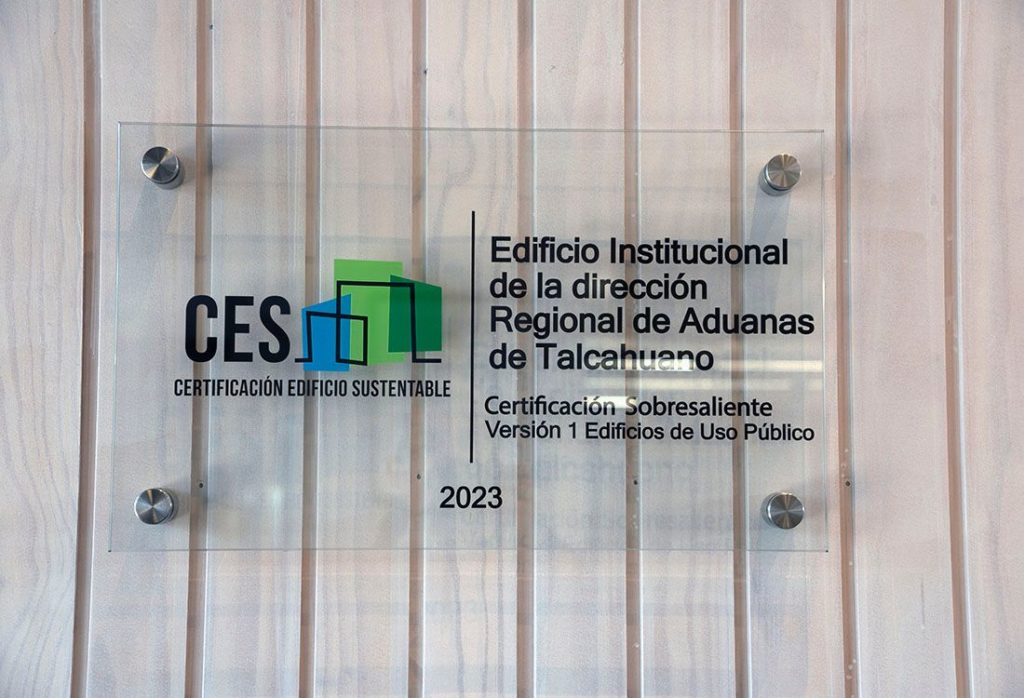 CES
CERTIFICACIÓN EDIFICIO SUSTENTABLE
Edificio Institucional
de la dirección
Regional de Aduanas
de Talcahuano
Certificación Sobresaliente
Versión 1 Edificios de Uso Público
2023